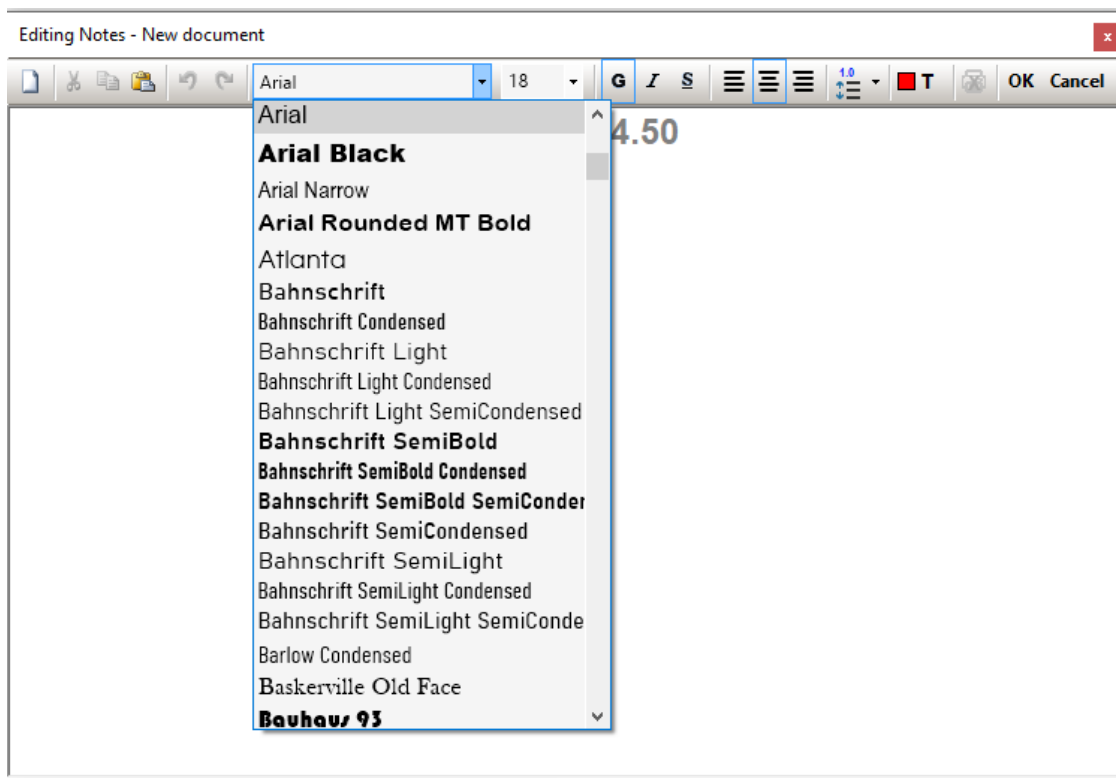 Editing Notes - New document
x
Arial 18 G I S 1.0 T OK Cancel
4.50
Arial
Arial Black
Arial Narrow
Arial Rounded MT Bold
Atlanta
Bahnschrift
Bahnschrift Condensed
Bahnschrift Light
Bahnschrift Light Condensed
Bahnschrift Light SemiCondensed
Bahnschrift SemiBold
Bahnschrift SemiBold Condensed
Bahnschrift SemiBold SemiConden
Bahnschrift SemiCondensed
Bahnschrift SemiLight
Bahnschrift SemiLight Condensed
Bahnschrift SemiLight SemiConde
Barlow Condensed
Baskerville Old Face
Bauhaus 93